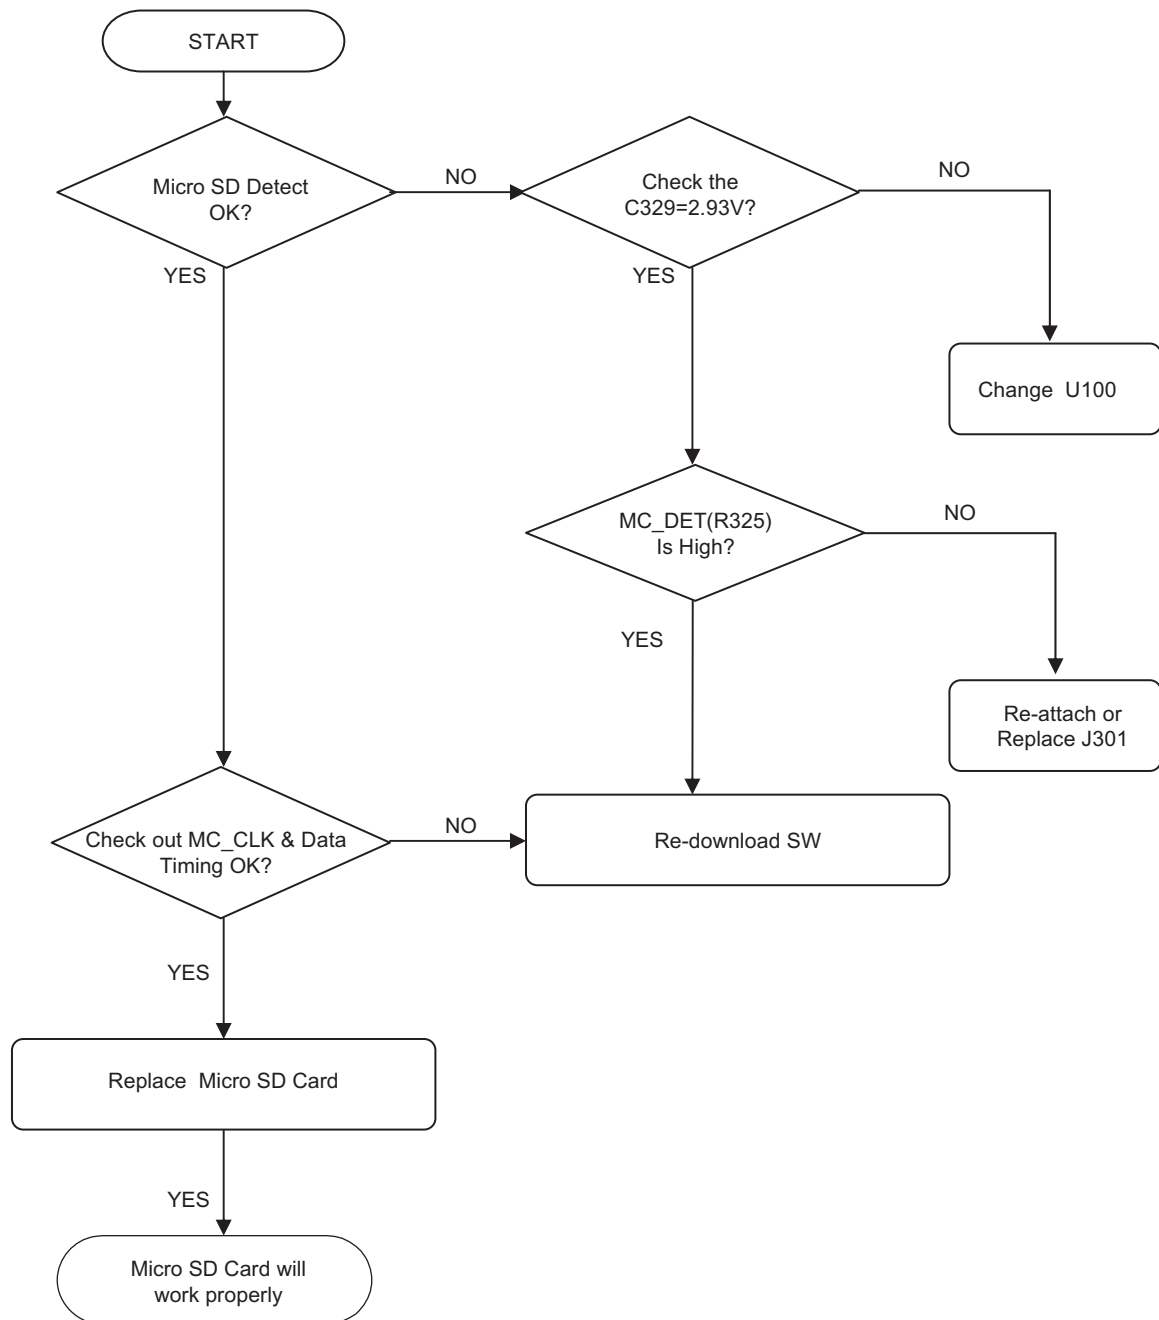 START
Micro SD Detect
OK?
NO
Check the
C329=2.93V?
NO
YES
YES
Change U100
MC_DET(R325)
Is High?
NO
YES
Re-attach or
Replace J301
Check out MC_CLK & Data
Timing OK?
NO
Re-download SW
YES
Replace Micro SD Card
YES
Micro SD Card will
work properly